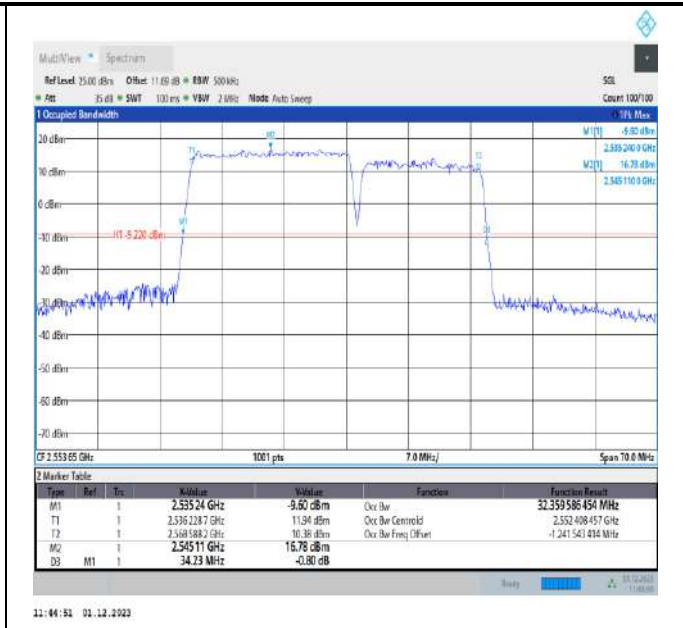 MultiView Spectrum
Ref Level 25.00 dBm Offset 11.69 dB RBW 500 kHz SGL
Att 35 dB SWT 100 ms VBW 2 MHz Mode Auto Sweep Count 100/100
1 Occupied Bandwidth 1Pk Max
M1[1] -9.60 dBm
2.535 240 0 GHz
M2[1] 16.78 dBm
2.545 110 0 GHz
20 dBm
10 dBm
0 dBm
-10 dBm
-20 dBm
-30 dBm
-40 dBm
-50 dBm
-60 dBm
-70 dBm
H1 -9.220 dBm
T1
M2
T2
M1
D3
CF 2.553 65 GHz 1001 pts 7.0 MHz/ Span 70.0 MHz
2 Marker Table
Type Ref Trc X-Value Y-Value Function Function Result
M1 1 2.535 24 GHz -9.60 dBm Occ Bw 32.359 586 454 MHz
T1 1 2.536 228 7 GHz 11.94 dBm Occ Bw Centroid 2.552 408 457 GHz
T2 1 2.568 588 2 GHz 10.38 dBm Occ Bw Freq Offset -1.241 543 414 MHz
M2 1 2.545 11 GHz 16.78 dBm
D3 M1 1 34.23 MHz -0.80 dB
Ready
11:44:51 01.12.2023